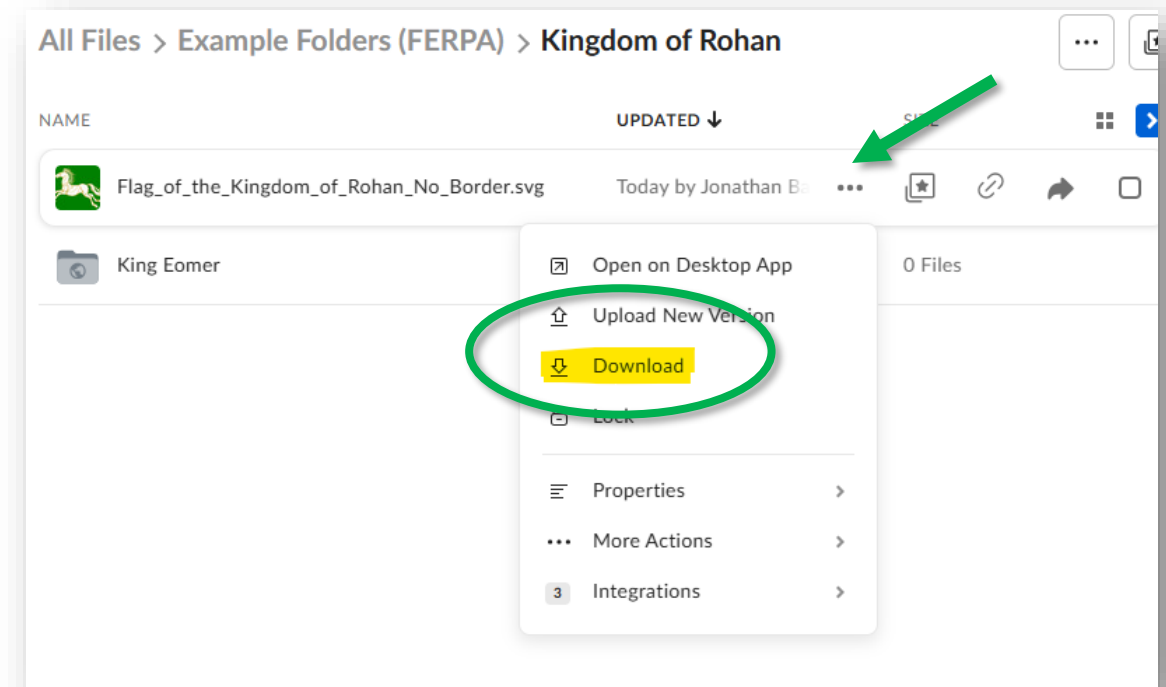 All Files > Example Folders (FERPA) > Kingdom of Rohan
NAME UPDATED SIZE
Flag_of_the_Kingdom_of_Rohan_No_Border.svg Today by Jonathan
King Eomer 0 Files
Open on Desktop App
Upload New Version
Download
Lock
Properties
More Actions
3 Integrations